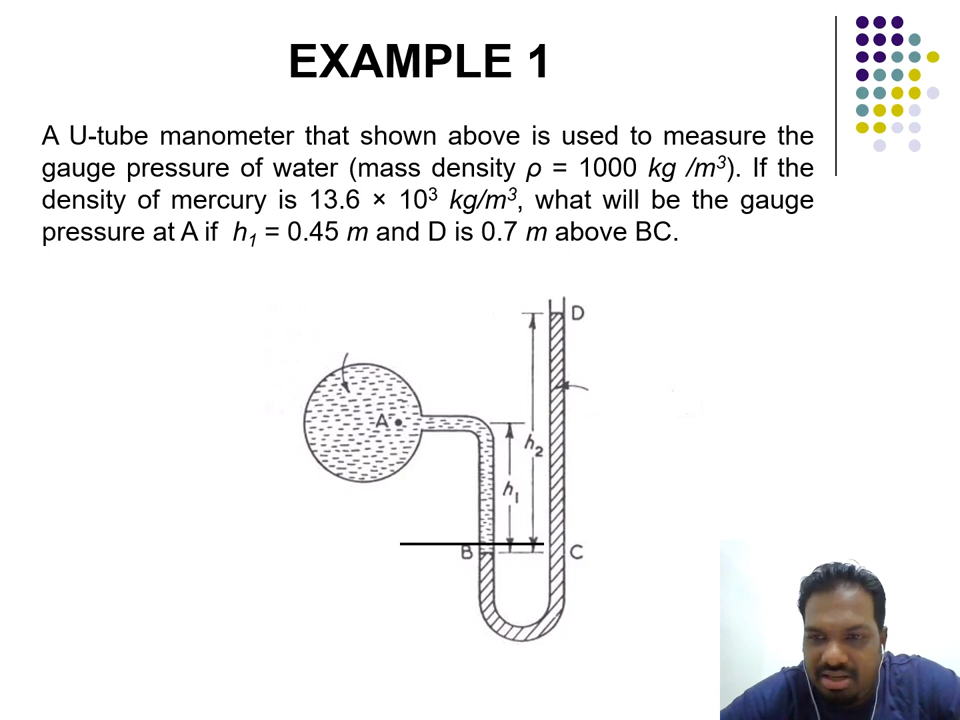 EXAMPLE 1
A U-tube manometer that shown above is used to measure the
gauge pressure of water (mass density ρ = 1000 kg /m³). If the
density of mercury is 13.6 × 10³ kg/m³, what will be the gauge
pressure at A if h₁ = 0.45 m and D is 0.7 m above BC.
D
A
h₂
h₁
B
C